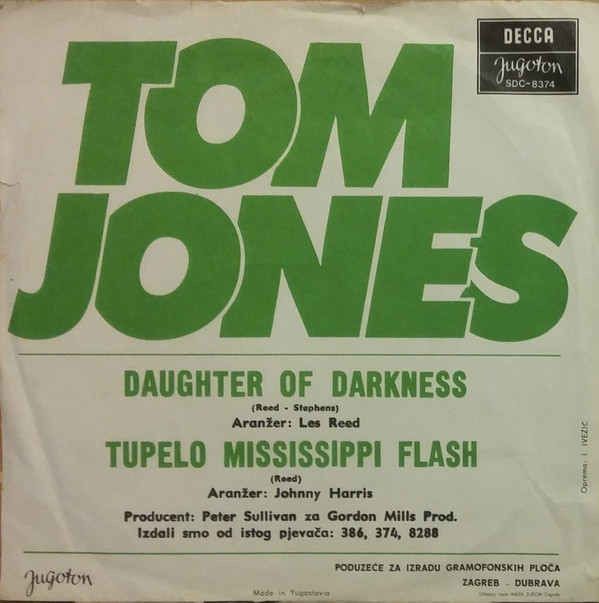 DECCA
Jugoton
SDC-8374
TOM
JONES
DAUGHTER OF DARKNESS
(Reed - Stephens)
Aranžer: Les Reed
TUPELO MISSISSIPPI FLASH
(Reed)
Aranžer: Johnny Harris
Producent: Peter Sullivan za Gordon Mills Prod.
Izdali smo od istog pjevača: 386, 374, 8288
Oprema: I. IVEZIĆ
Jugoton
PODUZEĆE ZA IZRADU GRAMOFONSKIH PLOČA
ZAGREB - DUBRAVA
Made in Yugoslavia